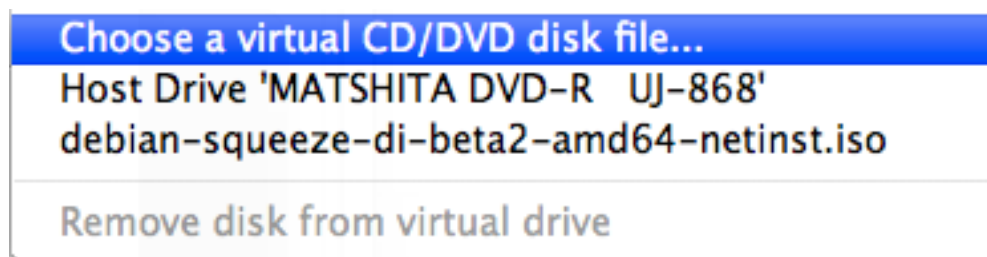 Choose a virtual CD/DVD disk file...
Host Drive 'MATSHITA DVD-R   UJ-868'
debian-squeeze-di-beta2-amd64-netinst.iso
Remove disk from virtual drive